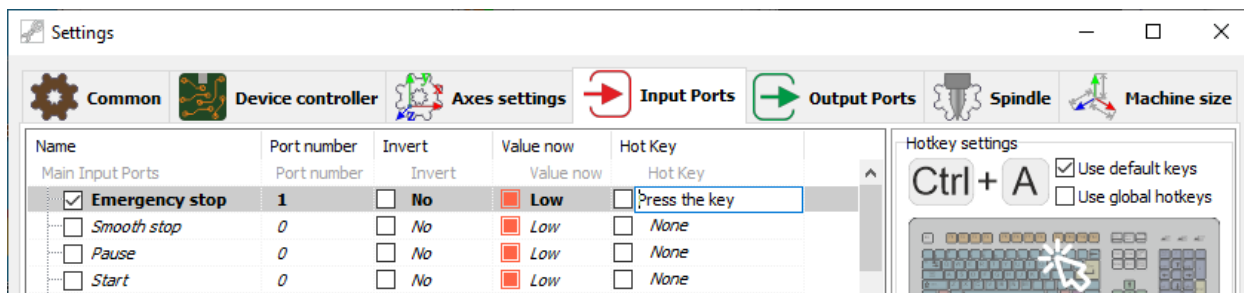 Settings
Common Device controller Axes settings Input Ports Output Ports Spindle Machine size
Name Port number Invert Value now Hot Key
Main Input Ports Port number Invert Value now Hot Key
Emergency stop 1 No Low Press the key
Smooth stop 0 No Low None
Pause 0 No Low None
Start 0 No Low None
Hotkey settings
Ctrl + A
Use default keys
Use global hotkeys